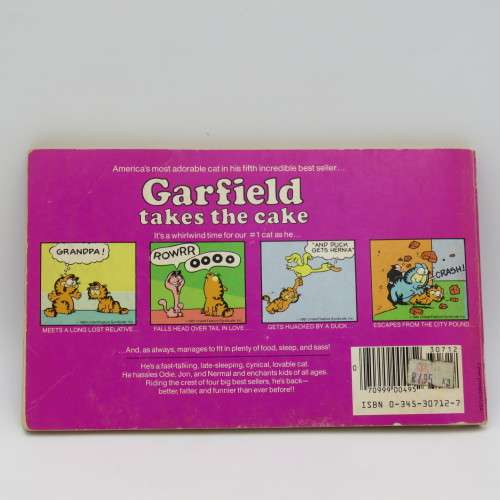 America's most adorable cat in his fifth incredible best seller...
Garfield
takes the cake
It's a whirlwind time for our #1 cat as he...
GRANDPA!
ROWRR
OOOO
"AND DUCK
GETS HERNIA"
CRASH!
MEETS A LONG LOST RELATIVE...
FALLS HEAD OVER TAIL IN LOVE...
GETS HIJACKED BY A DUCK...
ESCAPES FROM THE CITY POUND...
...And, as always, manages to fit in plenty of food, sleep, and sass!
He's a fast-talking, late-sleeping, cynical, lovable cat.
He hassles Odie, Jon, and Nermal and enchants kids of all ages.
Riding the crest of four big best sellers, he's back—
better, fatter, and funnier than ever before!!
30712
0
70999 00495
ISBN 0-345-30712-7